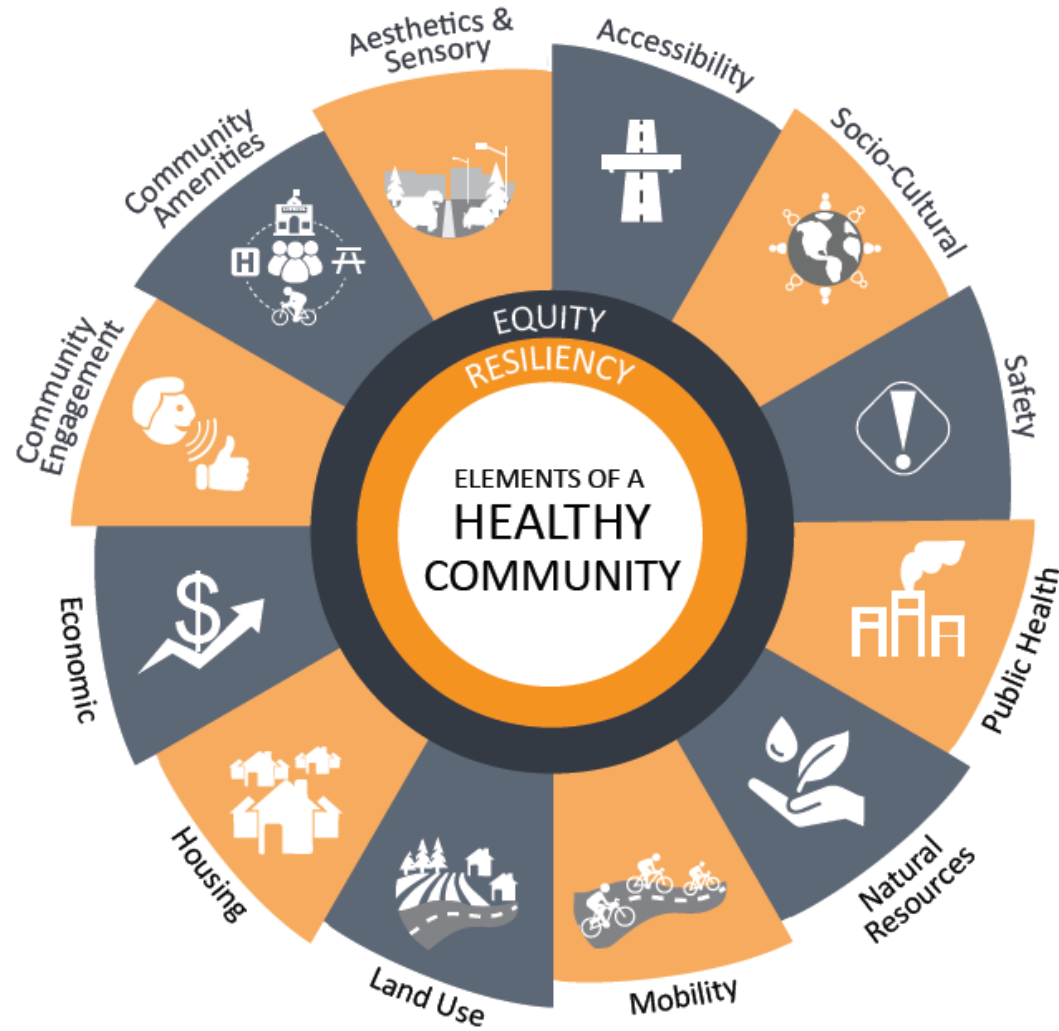 Aesthetics &
Sensory
Accessibility
Socio-Cultural
Safety
Public Health
Natural
Resources
Mobility
Land Use
Housing
Economic
Community
Engagement
Community
Amenities
EQUITY
RESILIENCY
ELEMENTS OF A
HEALTHY
COMMUNITY
H
$